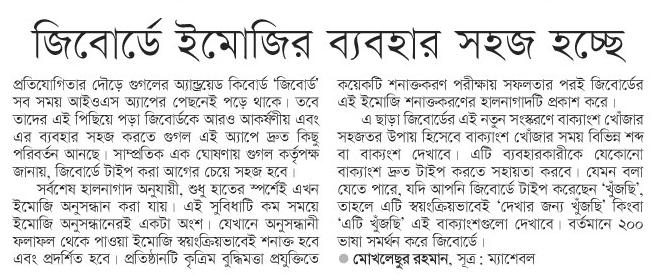 জিবোর্ডে ইমোজির ব্যবহার সহজ হচ্ছে
প্রতিযোগিতার দৌড়ে গুগলের অ্যান্ড্রয়েড কিবোর্ড ‘জিবোর্ড’
সব সময় আইওএস অ্যাপের পেছনেই পড়ে থাকে। তবে
তাদের এই পিছিয়ে পড়া জিবোর্ডকে আরও আকর্ষণীয় এবং
এর ব্যবহার সহজ করতে গুগল এই অ্যাপে দ্রুত কিছু
পরিবর্তন আনছে। সাম্প্রতিক এক ঘোষণায় গুগল কর্তৃপক্ষ
জানায়, জিবোর্ডে টাইপ করা আগের চেয়ে সহজ হবে।
সর্বশেষ হালনাগাদ অনুযায়ী, শুধু হাতের স্পর্শেই এখন
ইমোজি অনুসন্ধান করা যায়। এই সুবিধাটি কম সময়ে
ইমোজি অনুসন্ধানেরই একটা অংশ। যেখানে অনুসন্ধানী
ফলাফল থেকে পাওয়া ইমোজি স্বয়ংক্রিয়ভাবেই শনাক্ত হবে
এবং প্রদর্শিত হবে। প্রতিষ্ঠানটি কৃত্রিম বুদ্ধিমত্তা প্রযুক্তিতে
কয়েকটি শনাক্তকরণ পরীক্ষায় সফলতার পরই জিবোর্ডের
এই ইমোজি শনাক্তকরণের হালনাগাদটি প্রকাশ করে।
এ ছাড়া জিবোর্ডের এই নতুন সংস্করণে বাক্যাংশ খোঁজার
সহজতর উপায় হিসেবে বাক্যাংশ খোঁজার সময় বিভিন্ন শব্দ
বা বাক্যাংশ দেখাবে। এটি ব্যবহারকারীকে যেকোনো
বাক্যাংশ দ্রুত টাইপ করতে সহায়তা করবে। যেমন বলা
যেতে পারে, যদি আপনি জিবোর্ডে টাইপ করেছেন ‘খুঁজছি’,
তাহলে এটি স্বয়ংক্রিয়ভাবেই ‘দেখার জন্য খুঁজছি’ কিংবা
‘এটি খুঁজছি’ এই বাক্যাংশগুলো দেখাবে। বর্তমানে ২০০
ভাষা সমর্থন করে জিবোর্ডে।
● মোখলেছুর রহমান, সূত্র : ম্যাশেবল